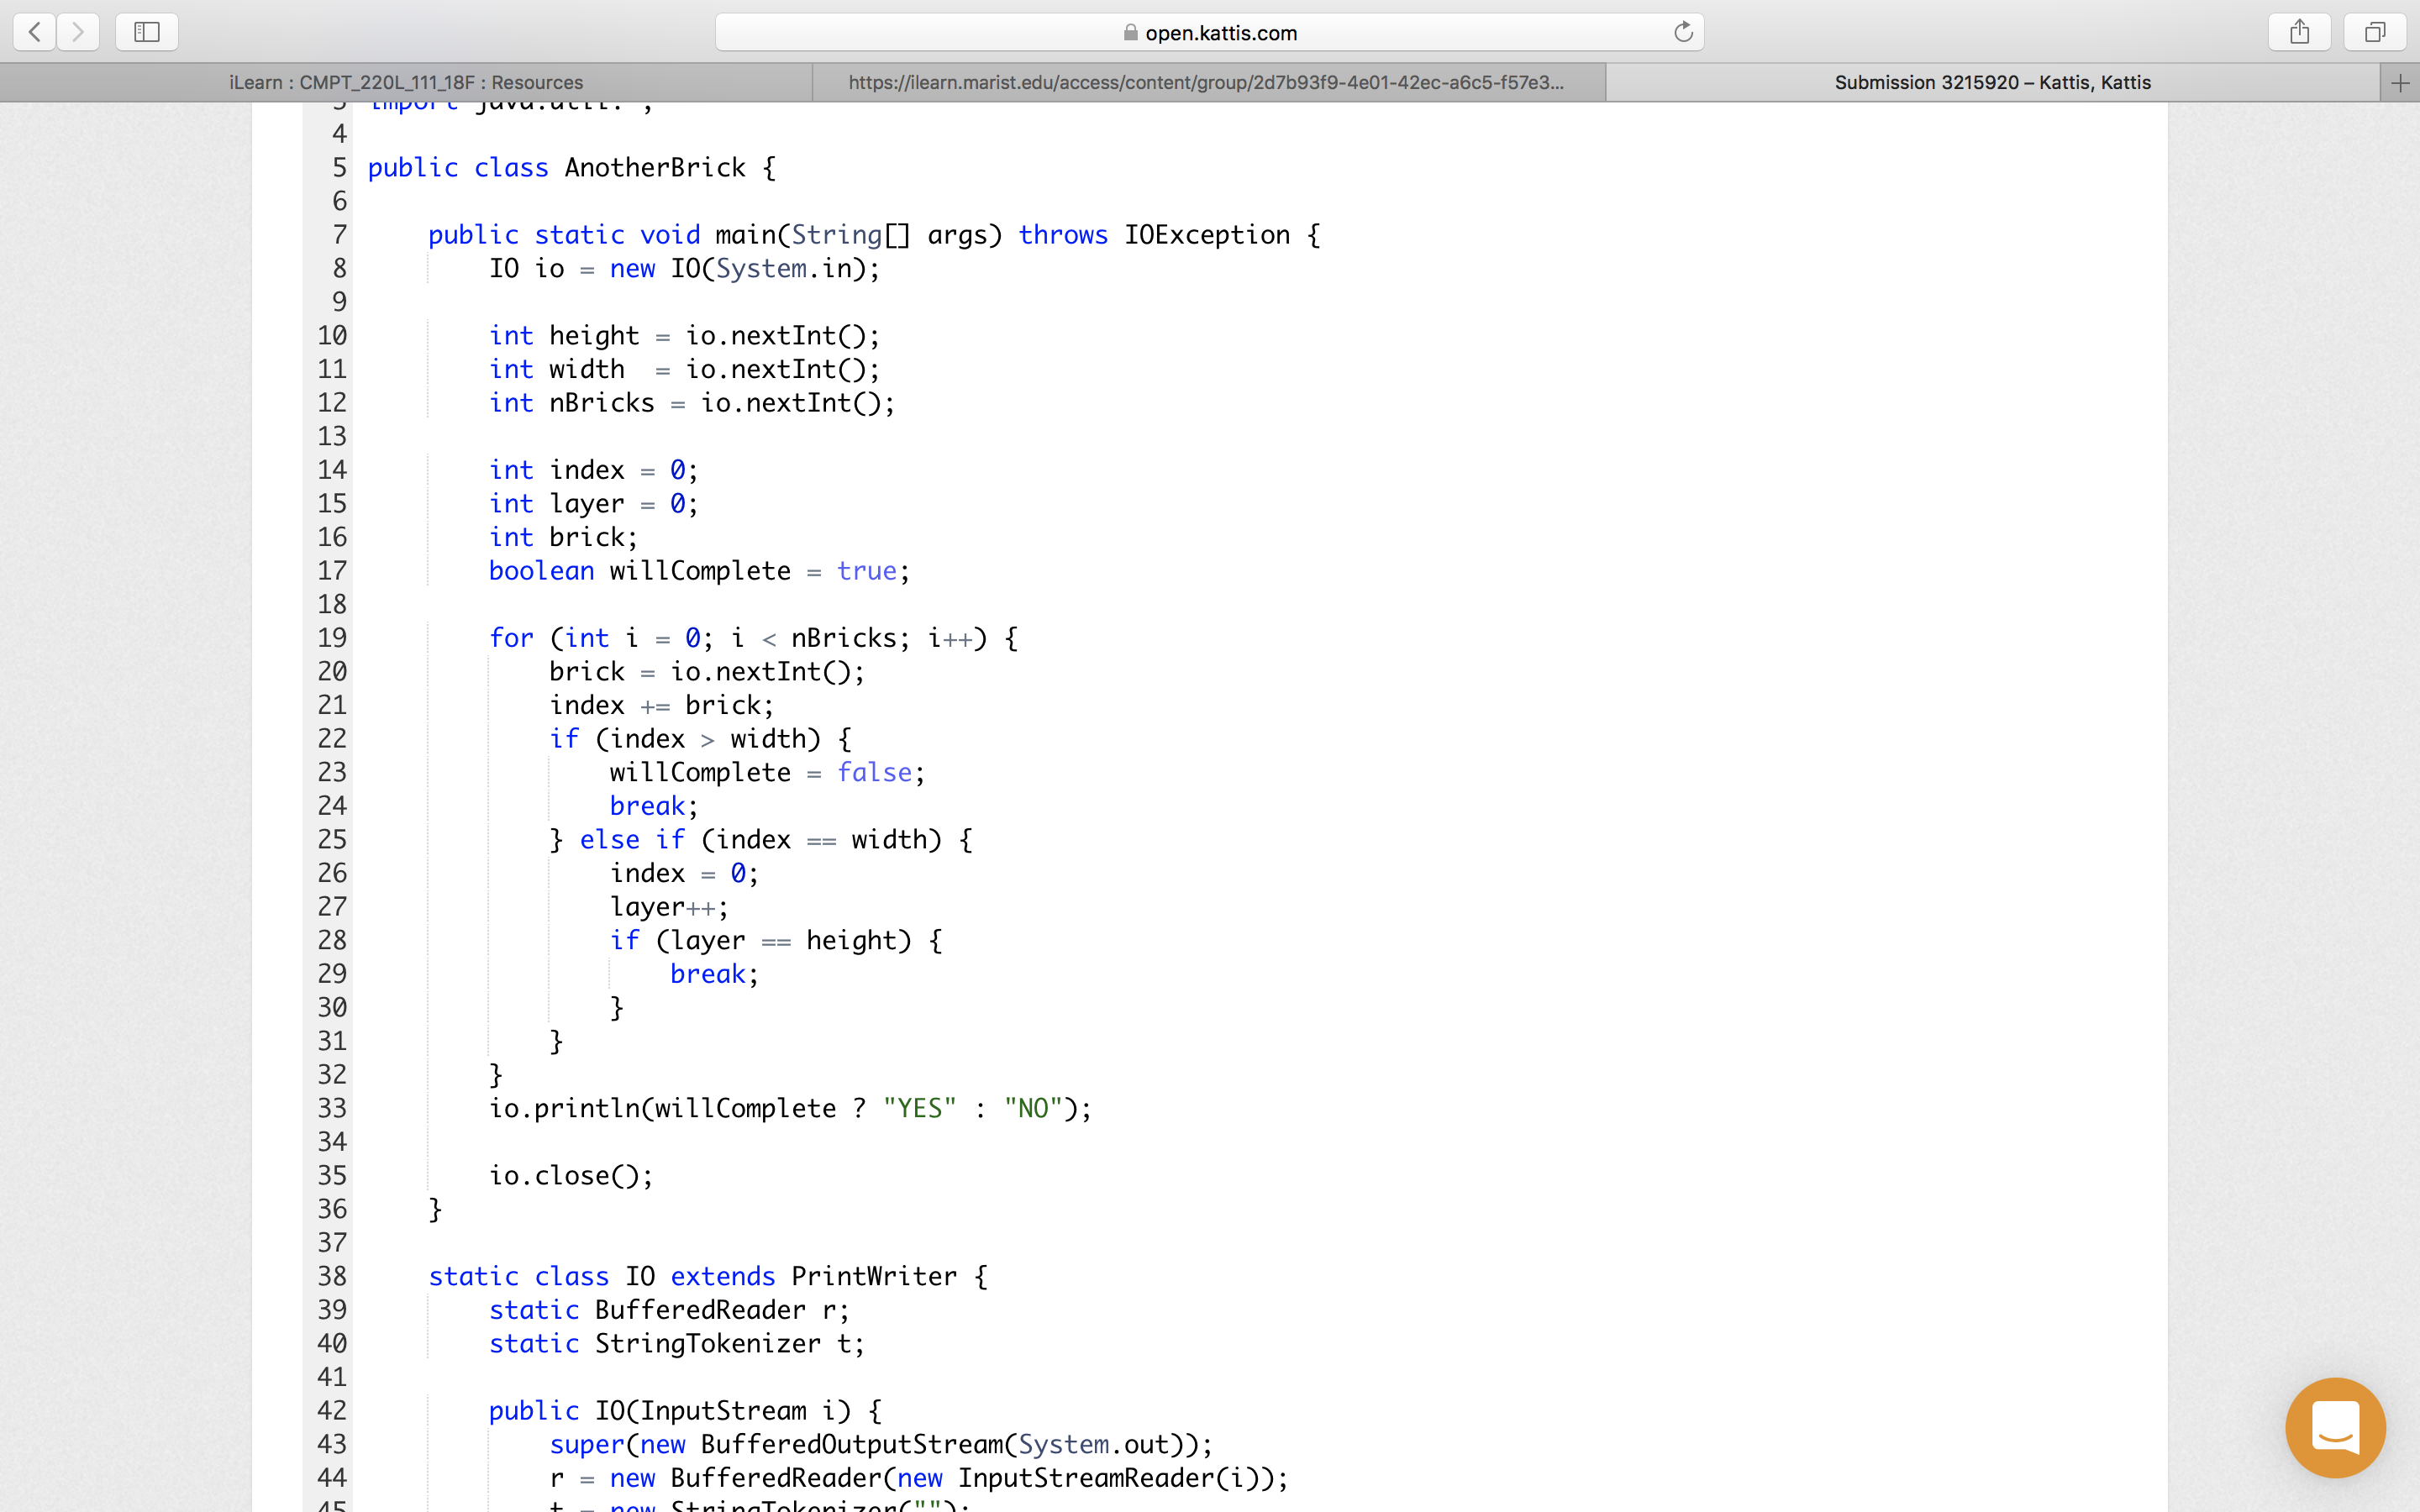 open.kattis.com
iLearn : CMPT_220L_111_18F : Resources
https://ilearn.marist.edu/access/content/group/2d7b93f9-4e01-42ec-a6c5-f57e3...
Submission 3215920 – Kattis, Kattis
3 import java.util. ;
4
5 public class AnotherBrick {
6
7 public static void main(String[] args) throws IOException {
8 IO io = new IO(System.in);
9
10 int height = io.nextInt();
11 int width  = io.nextInt();
12 int nBricks = io.nextInt();
13
14 int index = 0;
15 int layer = 0;
16 int brick;
17 boolean willComplete = true;
18
19 for (int i = 0; i < nBricks; i++) {
20 brick = io.nextInt();
21 index += brick;
22 if (index > width) {
23 willComplete = false;
24 break;
25 } else if (index == width) {
26 index = 0;
27 layer++;
28 if (layer == height) {
29 break;
30 }
31 }
32 }
33 io.println(willComplete ? "YES" : "NO");
34
35 io.close();
36 }
37
38 static class IO extends PrintWriter {
39 static BufferedReader r;
40 static StringTokenizer t;
41
42 public IO(InputStream i) {
43 super(new BufferedOutputStream(System.out));
44 r = new BufferedReader(new InputStreamReader(i));
45 t = new StringTokenizer("");